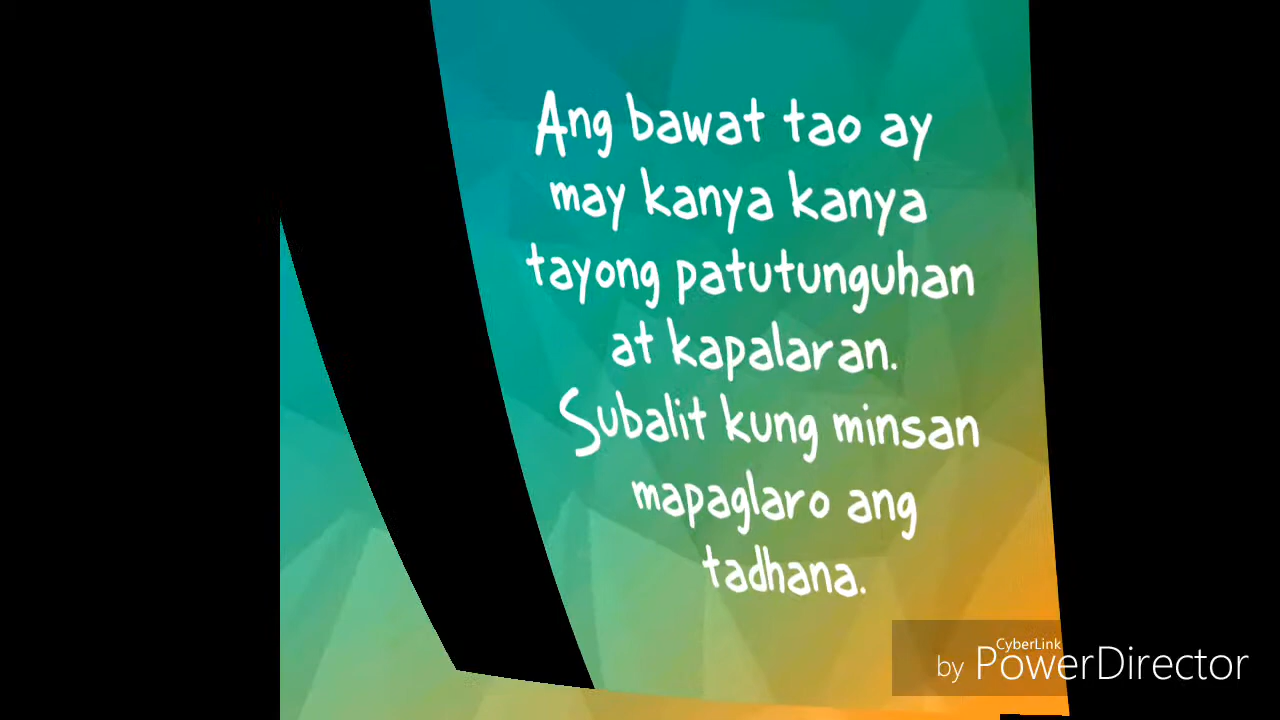 Ang bawat tao ay
may kanya kanya
tayong patutunguhan
at kapalaran.
Subalit kung minsan
mapaglaro ang
tadhana.
CyberLink
by PowerDirector